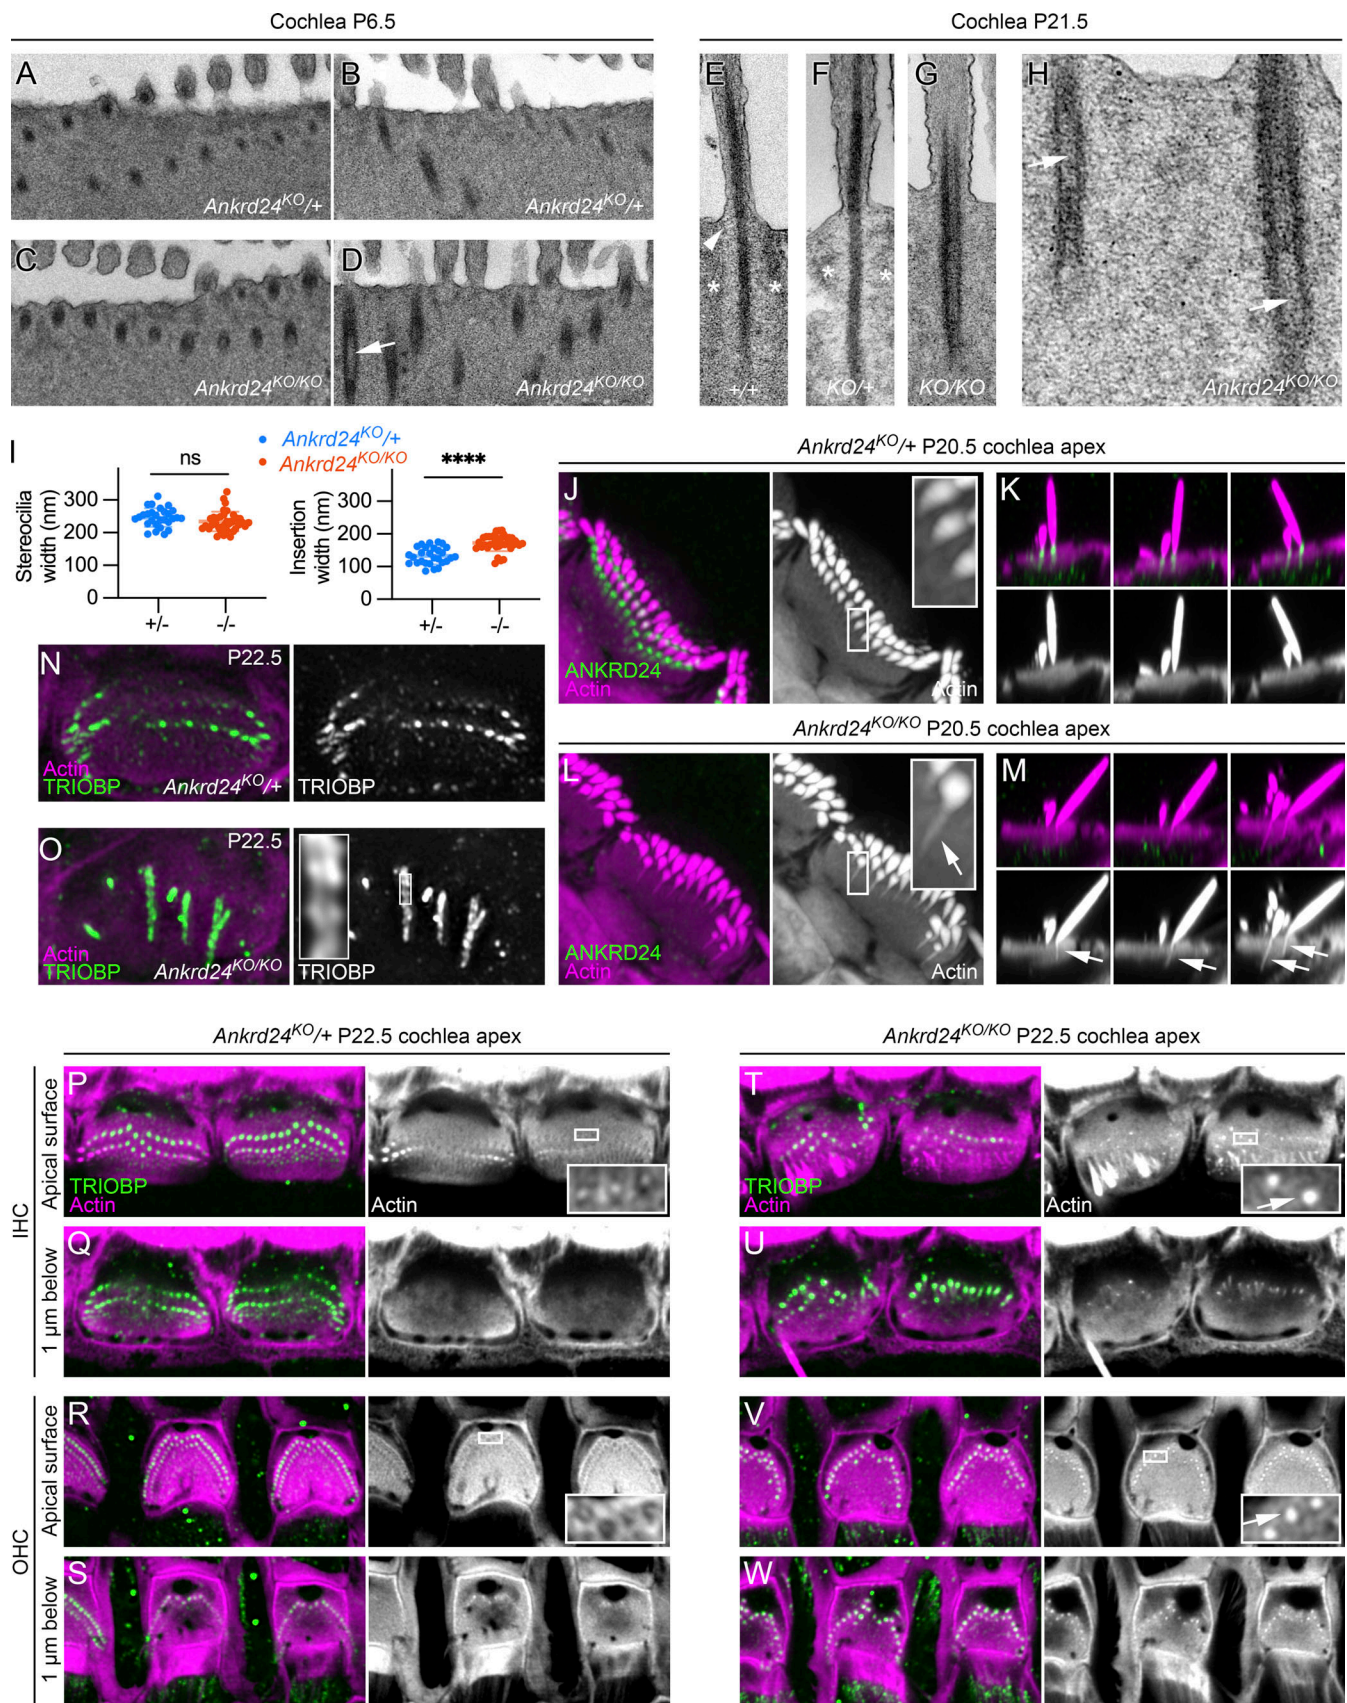 Cochlea P6.5
Cochlea P21.5
A
B
E
F
G
H
Ankrd24KO/+
Ankrd24KO/+
C
D
Ankrd24KO/KO
Ankrd24KO/KO
*
*
*
*
+/+
KO/+
KO/KO
Ankrd24KO/KO
I
Ankrd24KO/+
Ankrd24KO/KO
ns
****
Stereocilia width (nm)
300
200
100
0
+/-
-/-
Insertion width (nm)
300
200
100
0
+/-
-/-
Ankrd24KO/+ P20.5 cochlea apex
J
K
ANKRD24
Actin
Actin
N
P22.5
Actin
TRIOBP
Ankrd24KO/+
TRIOBP
Ankrd24KO/KO P20.5 cochlea apex
L
M
ANKRD24
Actin
Actin
O
P22.5
Actin
TRIOBP
Ankrd24KO/KO
TRIOBP
Ankrd24KO/+ P22.5 cochlea apex
Ankrd24KO/KO P22.5 cochlea apex
IHC
Apical surface
P
TRIOBP
Actin
Actin
T
TRIOBP
Actin
Actin
1 µm below
Q
U
OHC
Apical surface
R
V
1 µm below
S
W